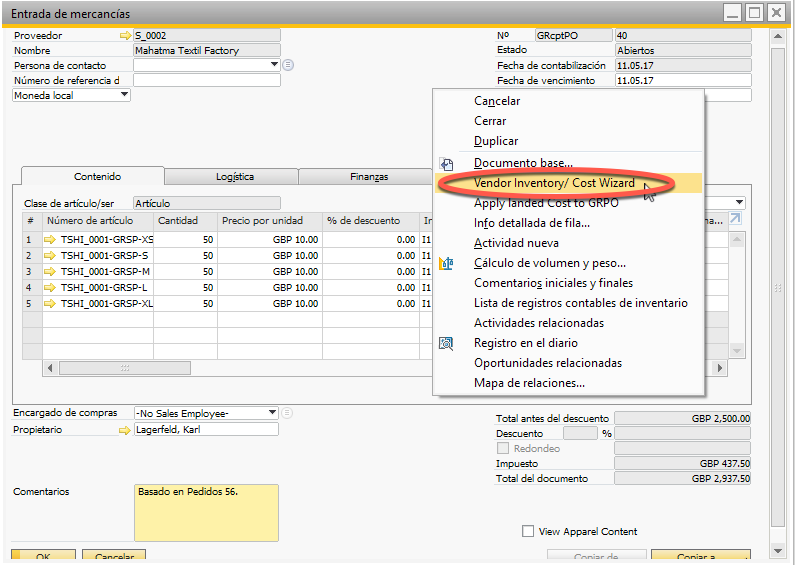 Entrada de mercancías
Proveedor S_0002 Nº GRcptPO 40
Nombre Mahatma Textil Factory Estado Abiertos
Persona de contacto Fecha de contabilización 11.05.17
Número de referencia d Fecha de vencimiento 11.05.17
Moneda local
Cancelar
Cerrar
Duplicar
Documento base...
Vendor Inventory/ Cost Wizard
Apply landed Cost to GRPO
Info detallada de fila...
Actividad nueva
Cálculo de volumen y peso...
Comentarios iniciales y finales
Lista de registros contables de inventario
Actividades relacionadas
Registro en el diario
Oportunidades relacionadas
Mapa de relaciones...
Contenido Logística Finanzas
Clase de artículo/ser Artículo
# Número de artículo Cantidad Precio por unidad % de descuento In na...
1 TSHI_0001-GRSP-XS 50 GBP 10.00 0.00 I1
2 TSHI_0001-GRSP-S 50 GBP 10.00 0.00 I1
3 TSHI_0001-GRSP-M 50 GBP 10.00 0.00 I1
4 TSHI_0001-GRSP-L 50 GBP 10.00 0.00 I1
5 TSHI_0001-GRSP-XL 50 GBP 10.00 0.00 I1
Encargado de compras -No Sales Employee-
Propietario Lagerfeld, Karl
Total antes del descuento GBP 2,500.00
Descuento %
Redondeo
Impuesto GBP 437.50
Total del documento GBP 2,937.50
Comentarios Basado en Pedidos 56.
View Apparel Content
OK Cancelar Copiar de Copiar a